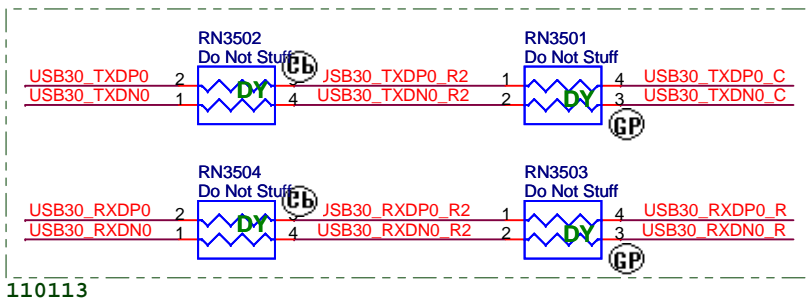 RN3502
Do Not Stuff
RN3501
Do Not Stuff
USB30_TXDP0 2 DY JSB30_TXDP0_R2 1 4 USB30_TXDP0_C
USB30_TXDN0 1 4 USB30_TXDN0_R2 2 DY 3 USB30_TXDN0_C
GP
RN3504
Do Not Stuff
RN3503
Do Not Stuff
USB30_RXDP0 2 DY JSB30_RXDP0_R2 1 4 USB30_RXDP0_R
USB30_RXDN0 1 4 USB30_RXDN0_R2 2 DY 3 USB30_RXDN0_R
GP
110113